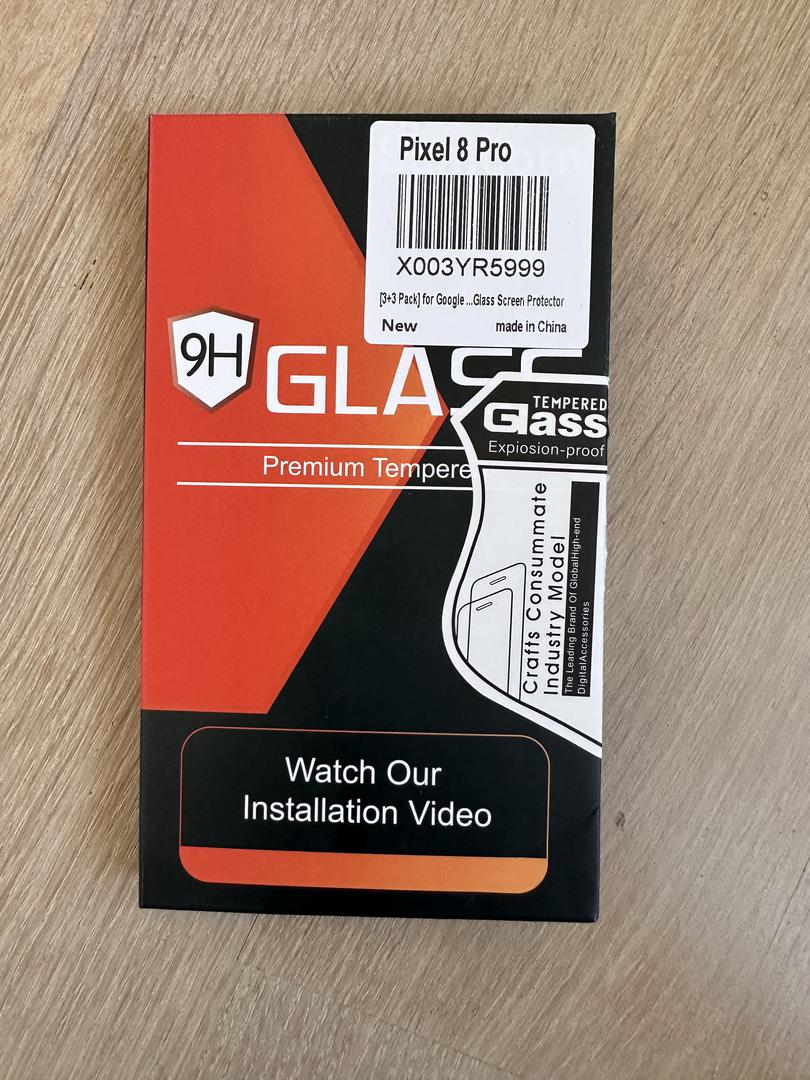 Pixel 8 Pro
X003YR5999
[3+3 Pack] for Google ...Glass Screen Protector
New made in China
9H
GLASS
Premium Tempere
TEMPERED
Glass
Expiosion-proof
Crafts Consummate
Industry Model
The Leading Brand Of GlobalHigh-end
DigitalAccessories
Watch Our
Installation Video